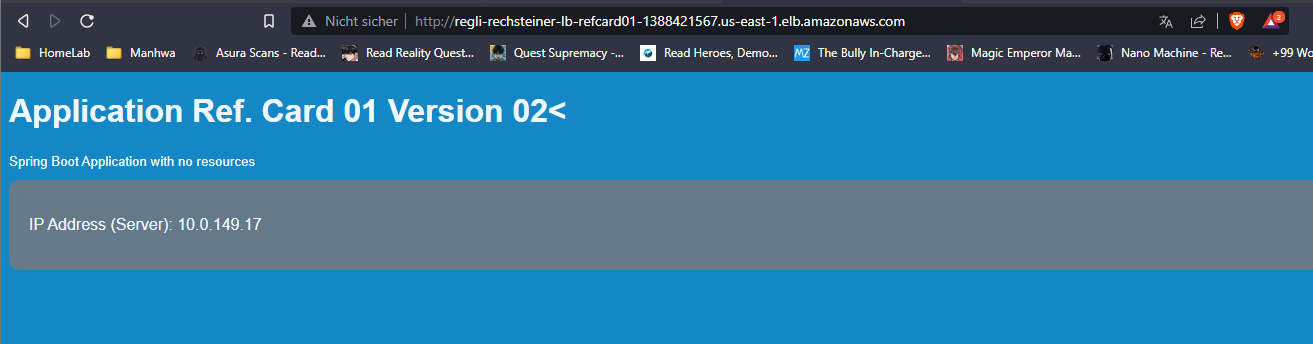 Nicht sicher http://regli-rechsteiner-lb-refcard01-1388421567.us-east-1.elb.amazonaws.com 2
HomeLab Manhwa Asura Scans - Read... Read Reality Quest... Quest Supremacy -... Read Heroes, Demo... MZ The Bully In-Charge... Magic Emperor Ma... Nano Machine - Re... +99 Wo
Application Ref. Card 01 Version 02<
Spring Boot Application with no resources
IP Address (Server): 10.0.149.17